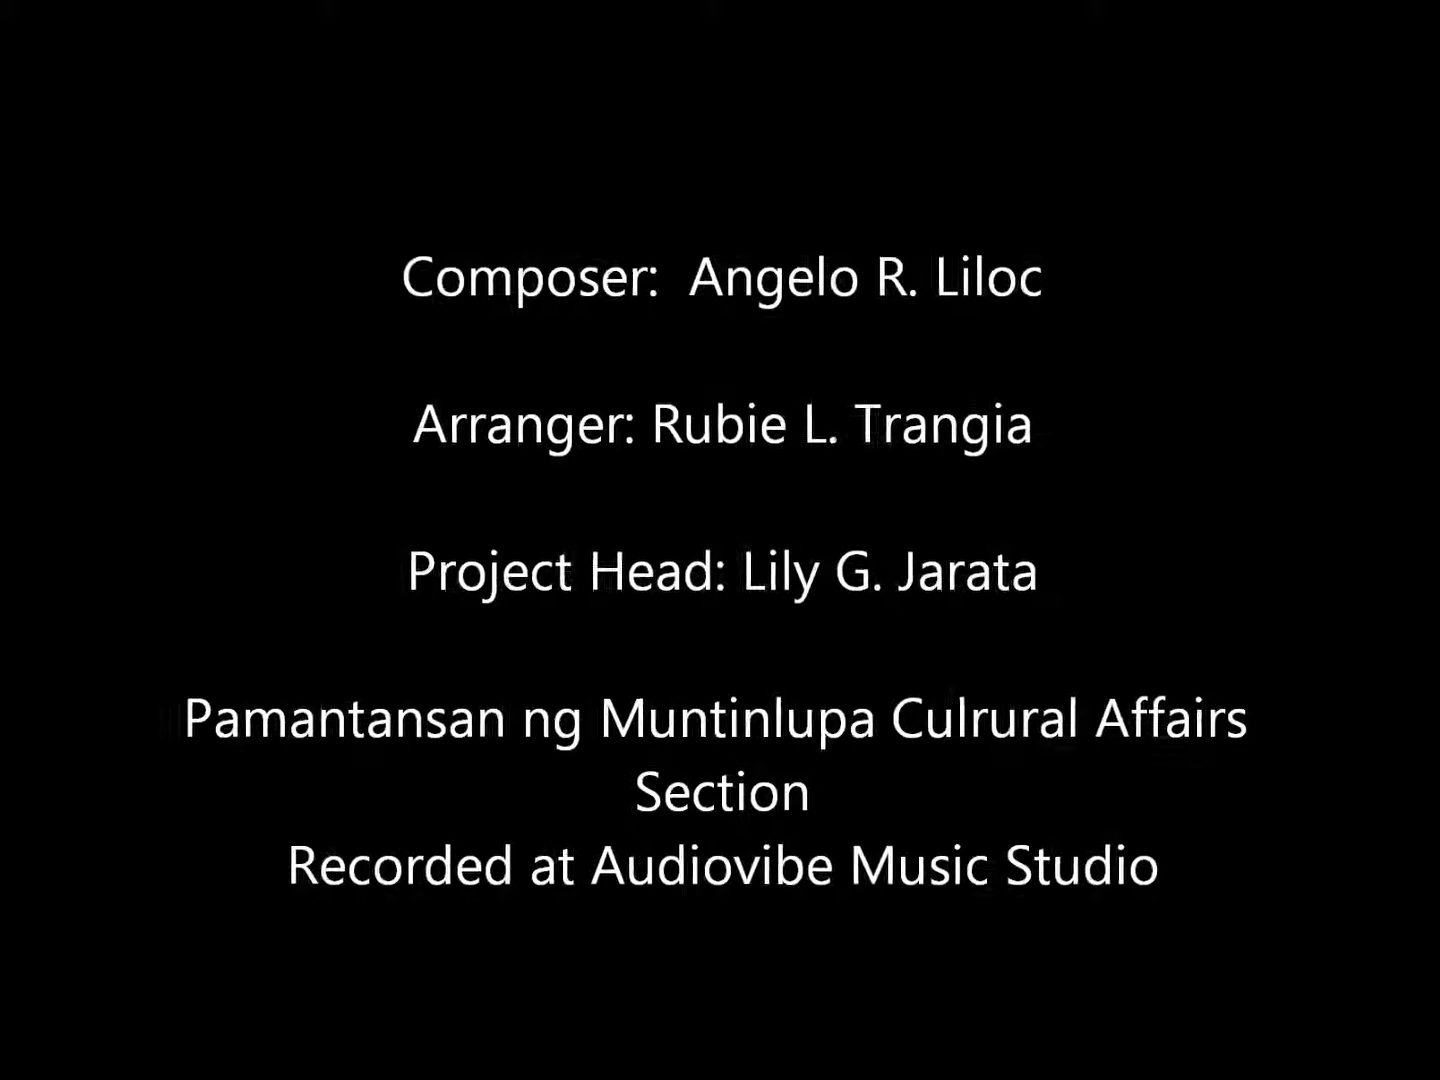 Composer:  Angelo R. Liloc
Arranger: Rubie L. Trangia
Project Head: Lily G. Jarata
Pamantansan ng Muntinlupa Culrural Affairs
Section
Recorded at Audiovibe Music Studio